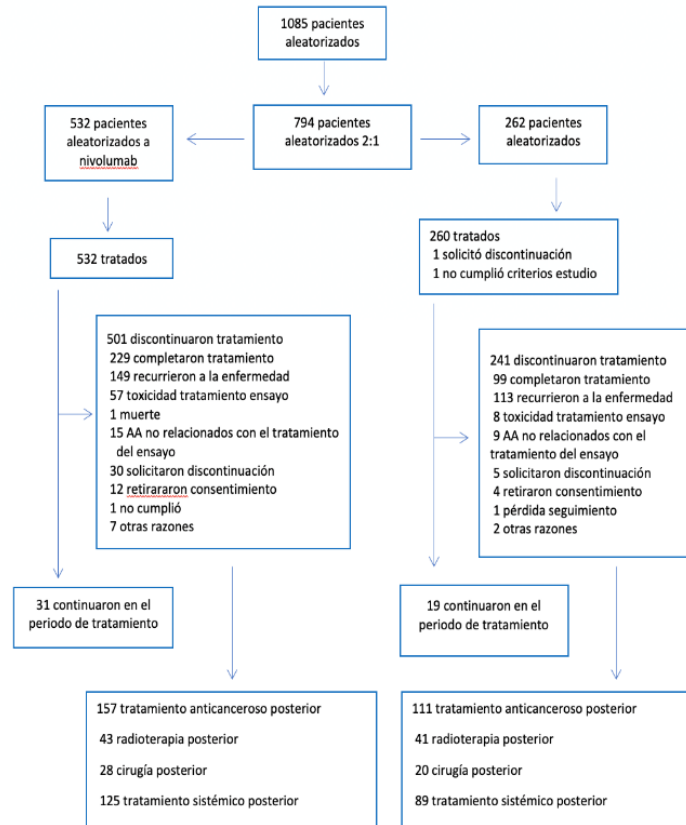 1085 pacientes
aleatorizados
532 pacientes
aleatorizados a
nivolumab
794 pacientes
aleatorizados 2:1
262 pacientes
aleatorizados
532 tratados
260 tratados
1 solicitó discontinuación
1 no cumplió criterios estudio
501 discontinuaron tratamiento
229 completaron tratamiento
149 recurrieron a la enfermedad
57 toxicidad tratamiento ensayo
1 muerte
15 AA no relacionados con el tratamiento
del ensayo
30 solicitaron discontinuación
12 retirararon consentimiento
1 no cumplió
7 otras razones
241 discontinuaron tratamiento
99 completaron tratamiento
113 recurrieron a la enfermedad
8 toxicidad tratamiento ensayo
9 AA no relacionados con el
tratamiento del ensayo
5 solicitaron discontinuación
4 retiraron consentimiento
1 pérdida seguimiento
2 otras razones
31 continuaron en el
periodo de tratamiento
19 continuaron en el
periodo de tratamiento
157 tratamiento anticanceroso posterior
43 radioterapia posterior
28 cirugía posterior
125 tratamiento sistémico posterior
111 tratamiento anticanceroso posterior
41 radioterapia posterior
20 cirugía posterior
89 tratamiento sistémico posterior